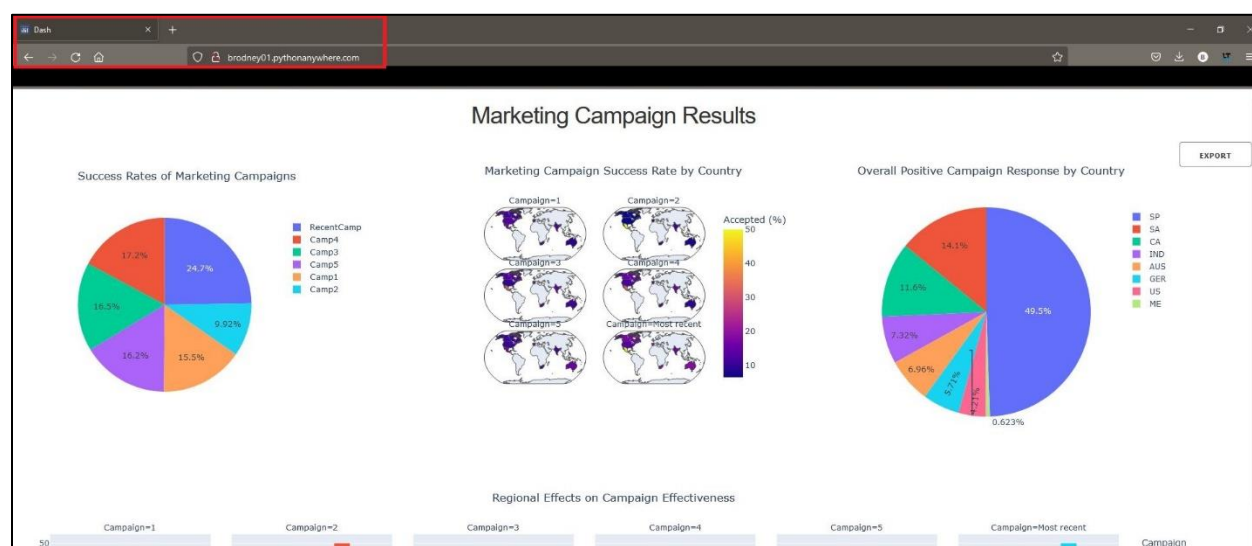 Dash
brodney01.pythonanywhere.com
Marketing Campaign Results
EXPORT
Success Rates of Marketing Campaigns
17.2%
24.7%
16.5%
9.92%
16.2%
15.5%
RecentCamp
Camp4
Camp3
Camp5
Camp1
Camp2
Marketing Campaign Success Rate by Country
Campaign=1
Campaign=2
Campaign=3
Campaign=4
Campaign=5
Campaign=Most recent
Accepted (%)
50
40
30
20
10
Overall Positive Campaign Response by Country
14.1%
11.6%
49.5%
7.32%
6.96%
5.71%
4.21%
0.623%
SP
SA
CA
IND
AUS
GER
US
ME
Regional Effects on Campaign Effectiveness
Campaign=1
Campaign=2
Campaign=3
Campaign=4
Campaign=5
Campaign=Most recent
Campaign
50